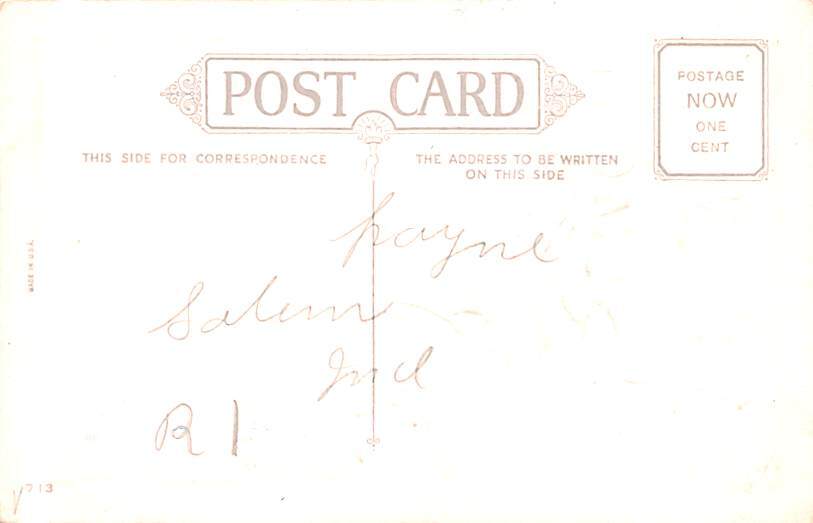 POST CARD
POSTAGE
NOW
ONE
CENT
THIS SIDE FOR CORRESPONDENCE
THE ADDRESS TO BE WRITTEN
ON THIS SIDE
payne
Salem
Ind
R 1
MADE IN U.S.A.
713